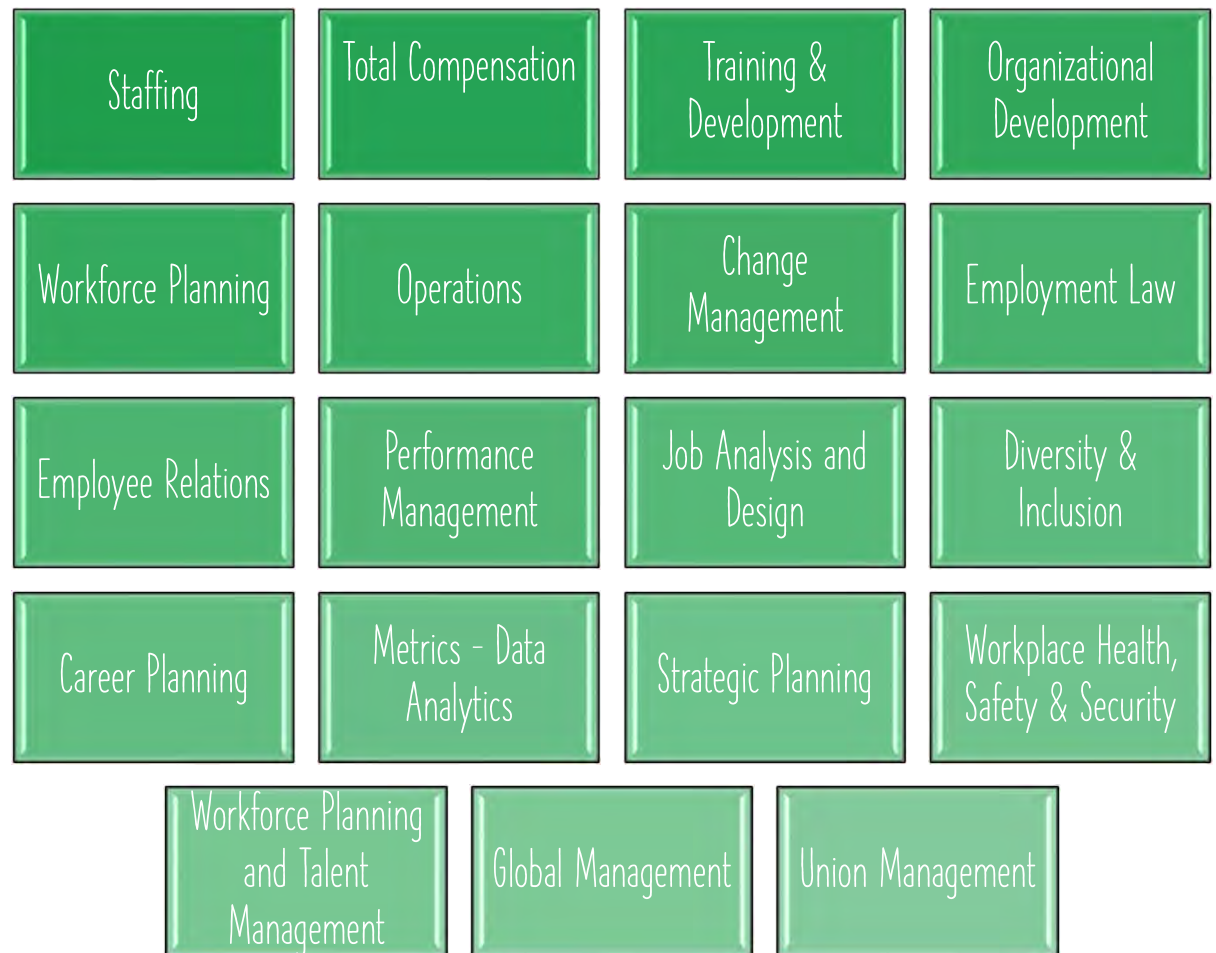 Staffing
Total Compensation
Training &
Development
Organizational
Development
Workforce Planning
Operations
Change
Management
Employment Law
Employee Relations
Performance
Management
Job Analysis and
Design
Diversity &
Inclusion
Career Planning
Metrics - Data
Analytics
Strategic Planning
Workplace Health,
Safety & Security
Workforce Planning
and Talent
Management
Global Management
Union Management